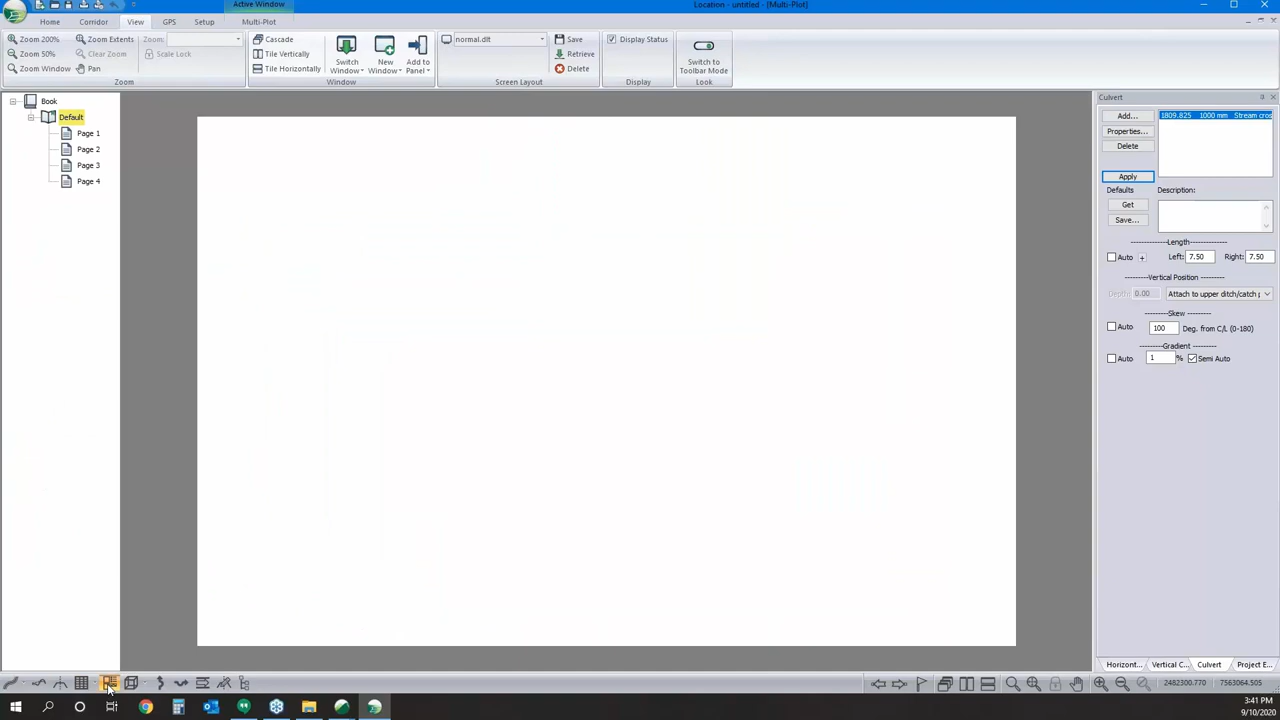 Active Window
Location - untitled - [Multi-Plot]
Home Corridor View GPS Setup Multi-Plot
Zoom 200% Zoom Extents Zoom:
Zoom 50% Clear Zoom Scale Lock
Zoom Window Pan
Zoom
Cascade
Tile Vertically
Tile Horizontally
Switch Window
New Window
Add to Panel
Window
normal.dlt
Save
Retrieve
Delete
Screen Layout
Display Status
Display
Switch to Toolbar Mode
Look
Book
Default
Page 1
Page 2
Page 3
Page 4
Culvert
Add...
1809.825 1000 mm Stream cros
Properties...
Delete
Apply
Defaults Description:
Get
Save...
-------------Length-------------
Auto + Left: 7.50 Right: 7.50
--------Vertical Position --------
Depth: 0.00 Attach to upper ditch/catch p
---------Skew ---------
Auto 100 Deg. from C/L (0-180)
---------Gradient ---------
Auto 1 % Semi Auto
Horizont... Vertical C... Culvert Project E...
2482300.770 7563064.505
3:41 PM
9/10/2020